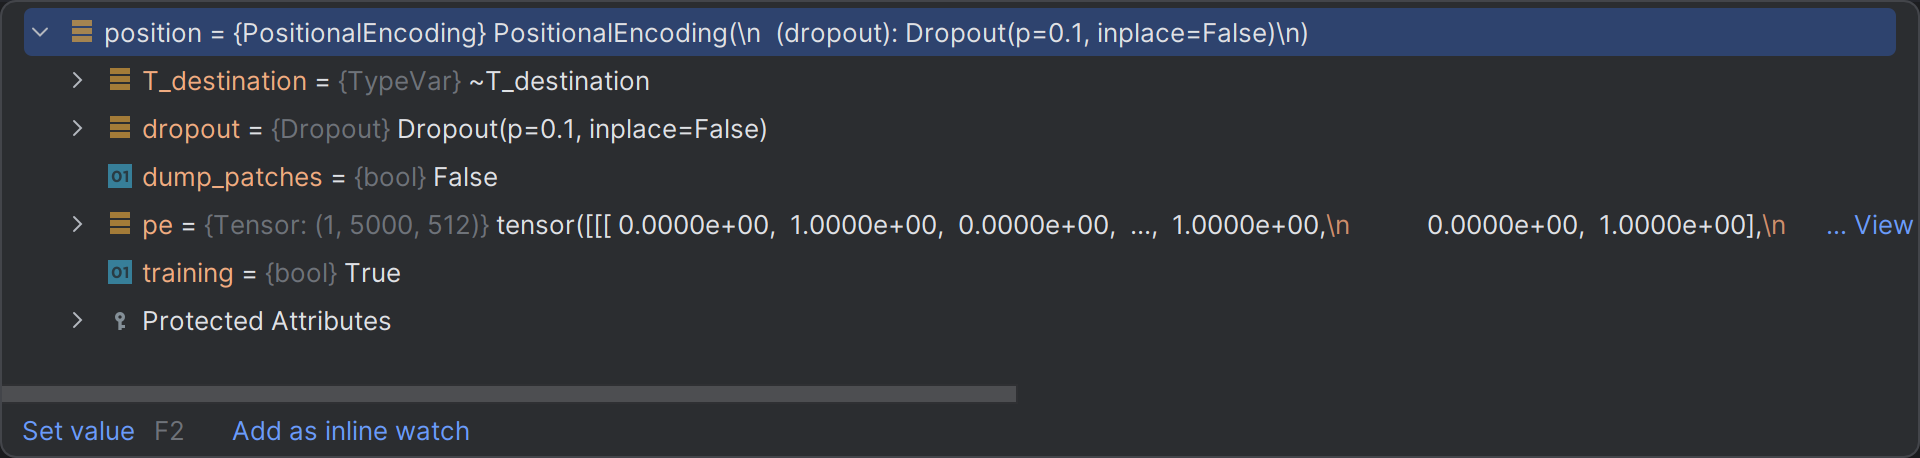 position = {PositionalEncoding} PositionalEncoding(\n  (dropout): Dropout(p=0.1, inplace=False)\n)
T_destination = {TypeVar} ~T_destination
dropout = {Dropout} Dropout(p=0.1, inplace=False)
01 dump_patches = {bool} False
pe = {Tensor: (1, 5000, 512)} tensor([[[ 0.0000e+00,  1.0000e+00,  0.0000e+00,  ...,  1.0000e+00,\n          0.0000e+00,  1.0000e+00],\n     ... View
01 training = {bool} True
Protected Attributes
Set value F2 Add as inline watch